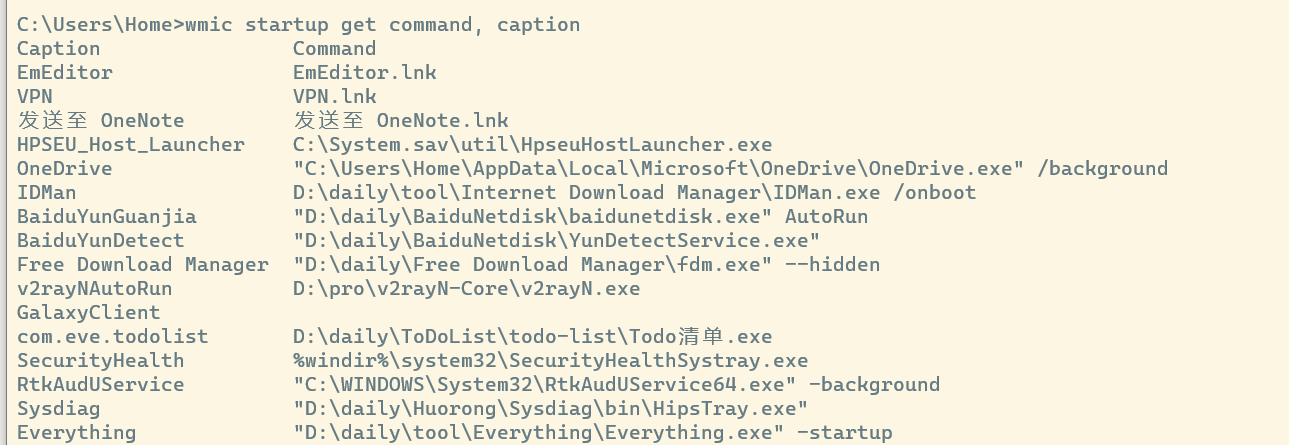 C:\Users\Home>wmic startup get command, caption
Caption Command
EmEditor EmEditor.lnk
VPN VPN.lnk
发送至 OneNote 发送至 OneNote.lnk
HPSEU_Host_Launcher C:\System.sav\util\HpseuHostLauncher.exe
OneDrive "C:\Users\Home\AppData\Local\Microsoft\OneDrive\OneDrive.exe" /background
IDMan D:\daily\tool\Internet Download Manager\IDMan.exe /onboot
BaiduYunGuanjia "D:\daily\BaiduNetdisk\baidunetdisk.exe" AutoRun
BaiduYunDetect "D:\daily\BaiduNetdisk\YunDetectService.exe"
Free Download Manager "D:\daily\Free Download Manager\fdm.exe" --hidden
v2rayNAutoRun D:\pro\v2rayN-Core\v2rayN.exe
GalaxyClient
com.eve.todolist D:\daily\ToDoList\todo-list\Todo清单.exe
SecurityHealth %windir%\system32\SecurityHealthSystray.exe
RtkAudUService "C:\WINDOWS\System32\RtkAudUService64.exe" -background
Sysdiag "D:\daily\Huorong\Sysdiag\bin\HipsTray.exe"
Everything "D:\daily\tool\Everything\Everything.exe" -startup